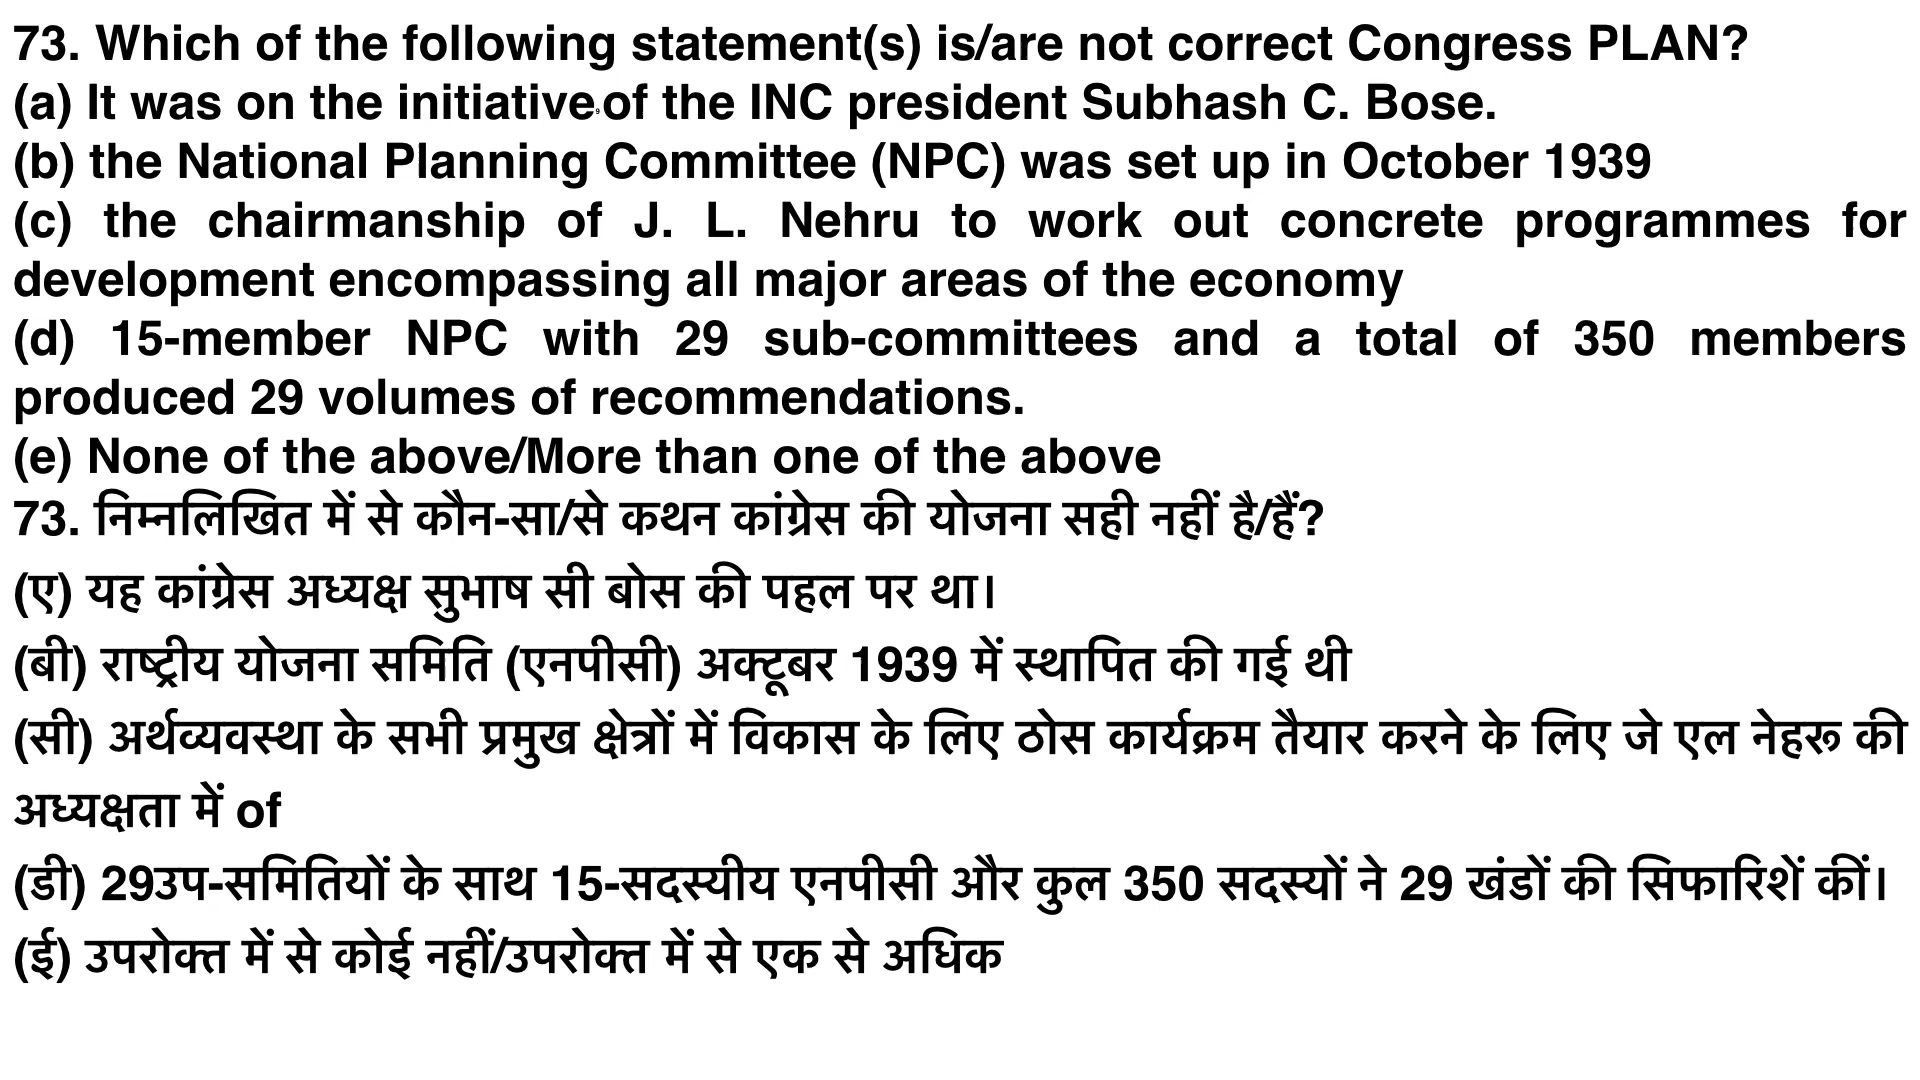 73. Which of the following statement(s) is/are not correct Congress PLAN?
(a) It was on the initiative of the INC president Subhash C. Bose.
(b) the National Planning Committee (NPC) was set up in October 1939
(c) the chairmanship of J. L. Nehru to work out concrete programmes for
development encompassing all major areas of the economy
(d) 15-member NPC with 29 sub-committees and a total of 350 members
produced 29 volumes of recommendations.
(e) None of the above/More than one of the above
73. निम्नलिखित में से कौन-सा/से कथन कांग्रेस की योजना सही नहीं है/हैं?
(ए) यह कांग्रेस अध्यक्ष सुभाष सी बोस की पहल पर था।
(बी) राष्ट्रीय योजना समिति (एनपीसी) अक्टूबर 1939 में स्थापित की गई थी
(सी) अर्थव्यवस्था के सभी प्रमुख क्षेत्रों में विकास के लिए ठोस कार्यक्रम तैयार करने के लिए जे एल नेहरू की
अध्यक्षता में of
(डी) 29उप-समितियों के साथ 15-सदस्यीय एनपीसी और कुल 350 सदस्यों ने 29 खंडों की सिफारिशें कीं।
(ई) उपरोक्त में से कोई नहीं/उपरोक्त में से एक से अधिक